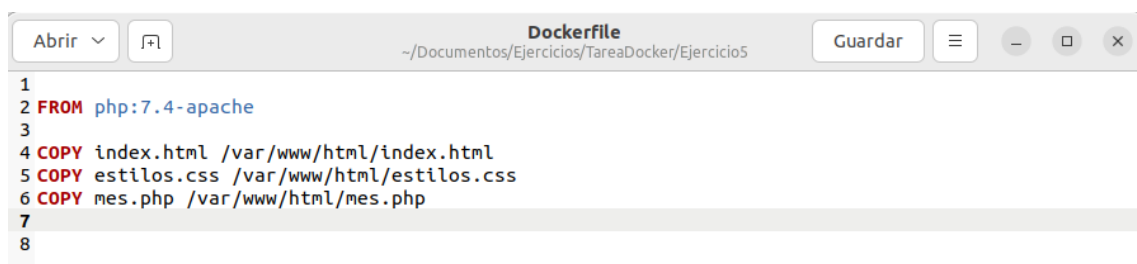 Abrir
Dockerfile
~/Documentos/Ejercicios/TareaDocker/Ejercicio5
Guardar
1
2 FROM php:7.4-apache
3
4 COPY index.html /var/www/html/index.html
5 COPY estilos.css /var/www/html/estilos.css
6 COPY mes.php /var/www/html/mes.php
7
8